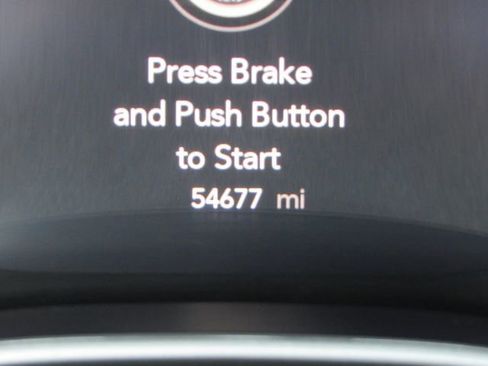 Press Brake
and Push Button
to Start
54677 mi